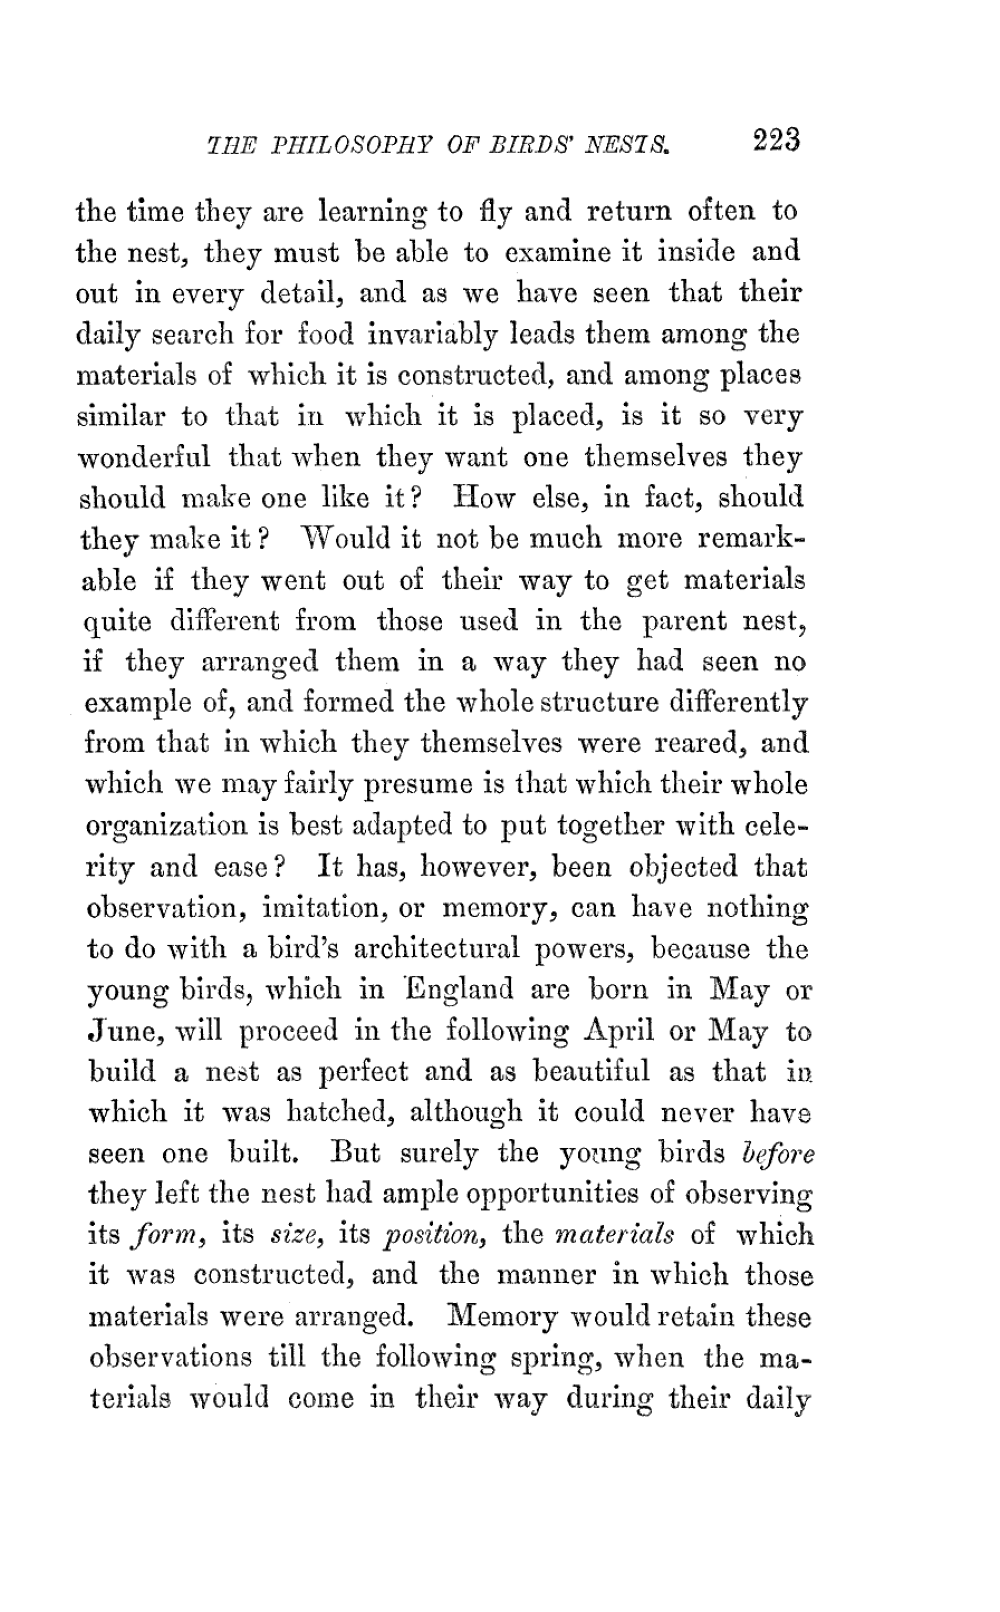 THE PHILOSOPHY OF BIRDS' NESTS. 223
the time they are learning to fly and return often to
the nest, they must be able to examine it inside and
out in every detail, and as we have seen that their
daily search for food invariably leads them among the
materials of which it is constructed, and among places
similar to that in which it is placed, is it so very
wonderful that when they want one themselves they
should make one like it? How else, in fact, should
they make it? Would it not be much more remark-
able if they went out of their way to get materials
quite different from those used in the parent nest,
if they arranged them in a way they had seen no
example of, and formed the whole structure differently
from that in which they themselves were reared, and
which we may fairly presume is that which their whole
organization is best adapted to put together with cele-
rity and ease? It has, however, been objected that
observation, imitation, or memory, can have nothing
to do with a bird's architectural powers, because the
young birds, which in England are born in May or
June, will proceed in the following April or May to
build a nest as perfect and as beautiful as that in
which it was hatched, although it could never have
seen one built. But surely the young birds before
they left the nest had ample opportunities of observing
its form, its size, its position, the materials of which
it was constructed, and the manner in which those
materials were arranged. Memory would retain these
observations till the following spring, when the ma-
terials would come in their way during their daily